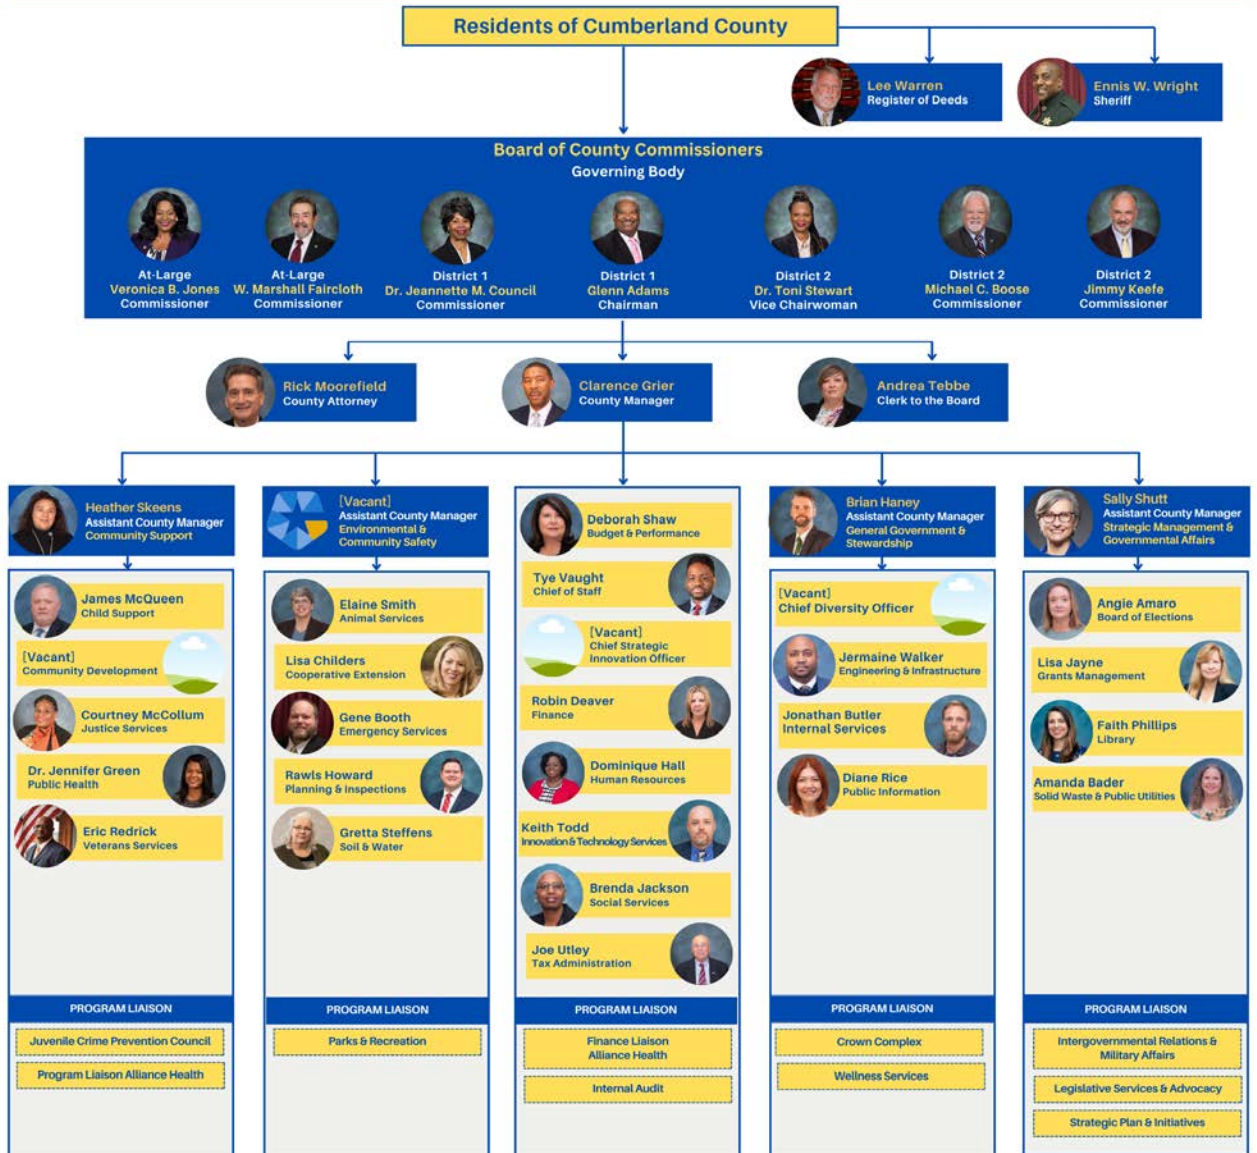 Residents of Cumberland County
Lee Warren
Register of Deeds
Ennis W. Wright
Sheriff
Board of County Commissioners
Governing Body
At-Large
Veronica B. Jones
Commissioner
At-Large
W. Marshall Faircloth
Commissioner
District 1
Dr. Jeannette M. Council
Commissioner
District 1
Glenn Adams
Chairman
District 2
Dr. Toni Stewart
Vice Chairwoman
District 2
Michael C. Boose
Commissioner
District 2
Jimmy Keefe
Commissioner
Rick Moorefield
County Attorney
Clarence Grier
County Manager
Andrea Tebbe
Clerk to the Board
Heather Skeens
Assistant County Manager
Community Support
James McQueen
Child Support
[Vacant]
Community Development
Courtney McCollum
Justice Services
Dr. Jennifer Green
Public Health
Eric Redrick
Veterans Services
PROGRAM LIAISON
Juvenile Crime Prevention Council
Program Liaison Alliance Health
[Vacant]
Assistant County Manager
Environmental &
Community Safety
Elaine Smith
Animal Services
Lisa Childers
Cooperative Extension
Gene Booth
Emergency Services
Rawls Howard
Planning & Inspections
Gretta Steffens
Soil & Water
PROGRAM LIAISON
Parks & Recreation
Deborah Shaw
Budget & Performance
Tye Vaught
Chief of Staff
[Vacant]
Chief Strategic
Innovation Officer
Robin Deaver
Finance
Dominique Hall
Human Resources
Keith Todd
Innovation & Technology Services
Brenda Jackson
Social Services
Joe Utley
Tax Administration
PROGRAM LIAISON
Finance Liaison
Alliance Health
Internal Audit
Brian Haney
Assistant County Manager
General Government &
Stewardship
[Vacant]
Chief Diversity Officer
Jermaine Walker
Engineering & Infrastructure
Jonathan Butler
Internal Services
Diane Rice
Public Information
PROGRAM LIAISON
Crown Complex
Wellness Services
Sally Shutt
Assistant County Manager
Strategic Management &
Governmental Affairs
Angie Amaro
Board of Elections
Lisa Jayne
Grants Management
Faith Phillips
Library
Amanda Bader
Solid Waste & Public Utilities
PROGRAM LIAISON
Intergovernmental Relations &
Military Affairs
Legislative Services & Advocacy
Strategic Plan & Initiatives